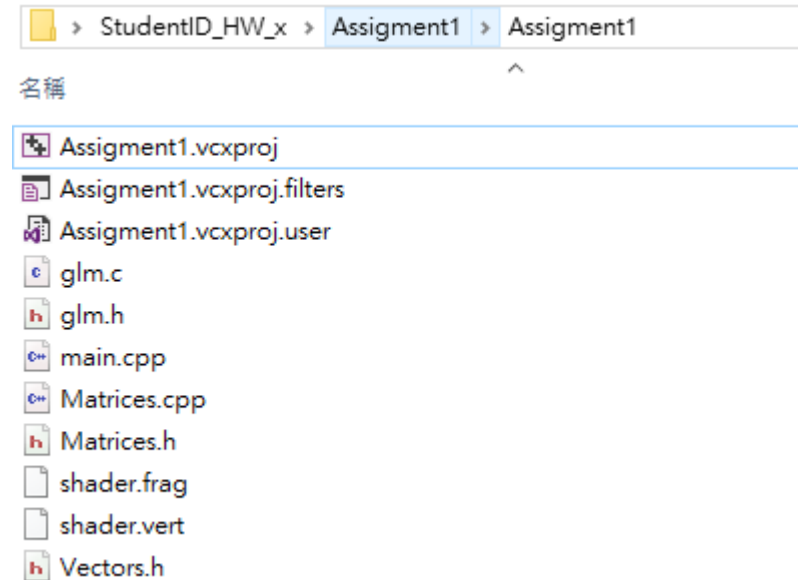 StudentID_HW_x > Assigment1 > Assigment1
名稱
Assigment1.vcxproj
Assigment1.vcxproj.filters
Assigment1.vcxproj.user
glm.c
glm.h
main.cpp
Matrices.cpp
Matrices.h
shader.frag
shader.vert
Vectors.h